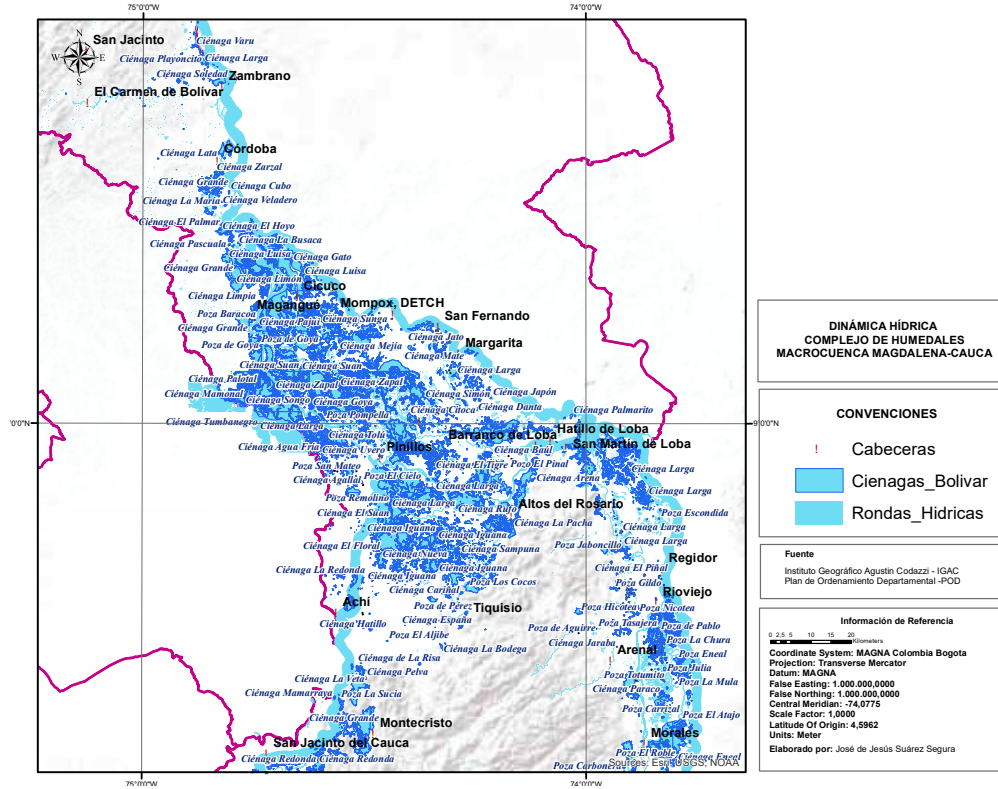 75°0'0"W
74°0'0"W
N
W
E
S
San Jacinto
Ciénaga Varu
Ciénaga Playoncito
Ciénaga Larga
Ciénaga Soledad
Zambrano
El Carmen de Bolívar
Ciénaga Lata
Córdoba
Ciénaga Zarzal
Ciénaga Grande
Ciénaga Cubo
Ciénaga La María
Ciénaga Veladero
Ciénaga El Palmar
Ciénaga El Hoyo
Ciénaga Pascuala
Ciénaga La Busaca
Ciénaga Luisa
Ciénaga Gato
Ciénaga Grande
Ciénaga Luisa
Ciénaga Limón
Cicuco
Ciénaga Limpia
Magangué
Mompox, DETCH
Poza Baracoa
Ciénaga Pajuí
Ciénaga Sunga
San Fernando
Ciénaga Grande
Poza de Goya
Poza de Goya
Ciénaga Mejía
Ciénaga Jato
Margarita
Ciénaga Mate
Ciénaga Suan
Ciénaga Suan
Ciénaga Larga
Ciénaga Palotal
Ciénaga Zapal
Ciénaga Zapal
Ciénaga Mamonal
Ciénaga Songo
Ciénaga Goya
Ciénaga Simón
Ciénaga Japón
Ciénaga Citoca
Ciénaga Danta
Poza Pompella
Ciénaga Palmarito
Ciénaga Tumbanegro
Ciénaga Larga
9°0'0"N
Ciénaga Tolú
Barranco de Loba
Hatillo de Loba
San Martín de Loba
Ciénaga Agua Fría
Ciénaga Uvero
Pinillos
Ciénaga Baúl
Poza San Mateo
Ciénaga El Tigre
Poza El Pinal
Ciénaga Larga
Ciénaga Agallal
Poza El Cielo
Ciénaga Arena
Ciénaga Larga
Poza Remolino
Ciénaga Larga
Ciénaga Larga
Ciénaga El Suan
Ciénaga Rufo
Altos del Rosario
Poza Escondida
Ciénaga La Pacha
Ciénaga Iguana
Ciénaga Iguana
Ciénaga Larga
Poza Jaboncillo
Ciénaga Larga
Ciénaga El Floral
Ciénaga Nueva
Ciénaga Sampuna
Regidor
Ciénaga La Redonda
Ciénaga Iguana
Ciénaga Iguana
Ciénaga El Piñal
Ciénaga Cariñal
Poza Los Cocos
Poza Gildo
Rioviejo
Achí
Poza de Pérez
Tiquisio
Poza Hicotea
Poza Nicotea
Ciénaga Hatillo
Ciénaga España
Poza de Aguirre
Poza Tasajera
Poza de Pablo
Poza El Aljibe
Ciénaga La Bodega
Ciénaga Jaraba
Arenal
Poza La Chura
Poza Eneal
Ciénaga de La Risa
Ciénaga Pelva
Poza Julia
Ciénaga La Veta
Poza Totumito
Poza La Mula
Ciénaga Mamarraya
Poza La Sucia
Ciénaga Paraco
Poza Carrizal
Poza El Atajo
Ciénaga Grande
Montecristo
Morales
San Jacinto del Cauca
Poza El Roble
Ciénaga Eneal
Ciénaga Redonda
Ciénaga Redonda
Poza Carbonera
Sources: Esri, USGS, NOAA
75°0'0"W
74°0'0"W
DINÁMICA HÍDRICA
COMPLEJO DE HUMEDALES
MACROCUENCA MAGDALENA-CAUCA
CONVENCIONES
Cabeceras
Cienagas_Bolivar
Rondas_Hidricas
Fuente
Instituto Geográfico Agustin Codazzi - IGAC
Plan de Ordenamiento Departamental -POD
Información de Referencia
0 2.5 5 10 15 20
Kilometers
Coordinate System: MAGNA Colombia Bogota
Projection: Transverse Mercator
Datum: MAGNA
False Easting: 1.000.000,0000
False Northing: 1.000.000,0000
Central Meridian: -74,0775
Scale Factor: 1,0000
Latitude Of Origin: 4,5962
Units: Meter
Elaborado por: José de Jesús Suárez Segura